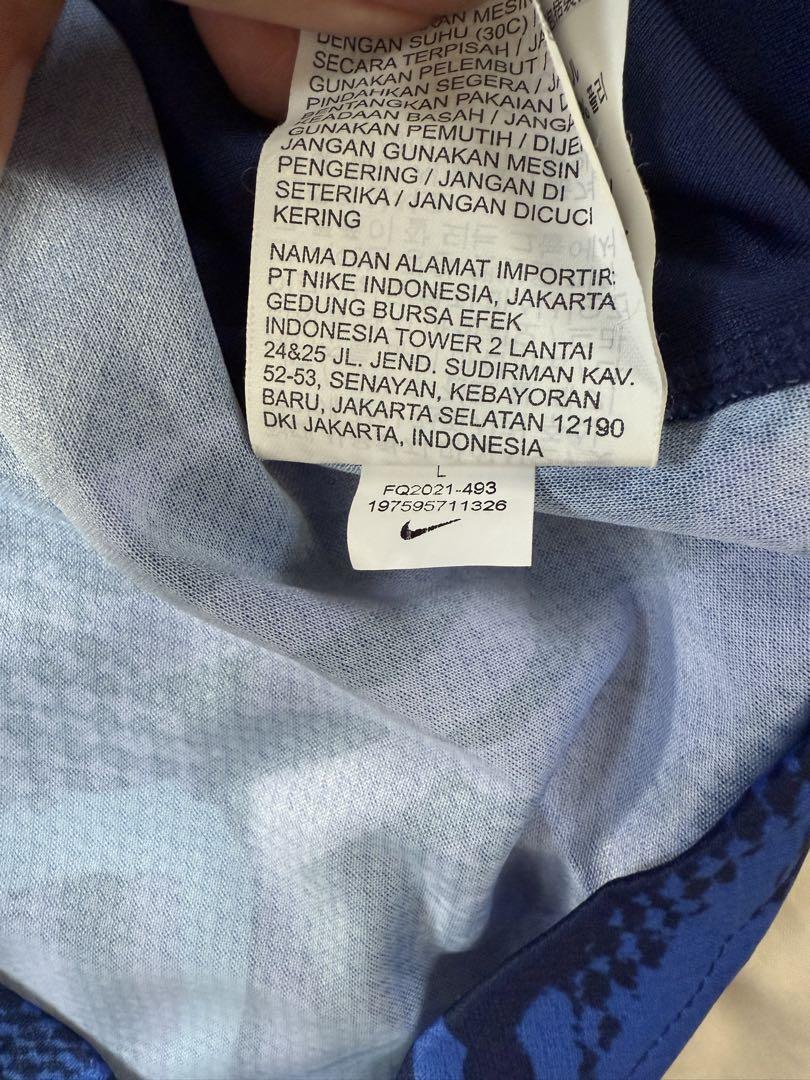 MESIN
DENGAN SUHU (30C)
SECARA TERPISAH /
GUNAKAN PELEMBUT /
PINDAHKAN SEGERA /
BENTANGKAN PAKAIAN
KEADAAN BASAH /
GUNAKAN PEMUTIH /
JANGAN GUNAKAN MESIN
PENGERING / JANGAN DI
SETERIKA / JANGAN DICUCI
KERING
NAMA DAN ALAMAT IMPORTIR:
PT NIKE INDONESIA, JAKARTA
GEDUNG BURSA EFEK
INDONESIA TOWER 2 LANTAI
24&25 JL. JEND. SUDIRMAN KAV.
52-53, SENAYAN, KEBAYORAN
BARU, JAKARTA SELATAN 12190
DKI JAKARTA, INDONESIA
L
FQ2021-493
197595711326